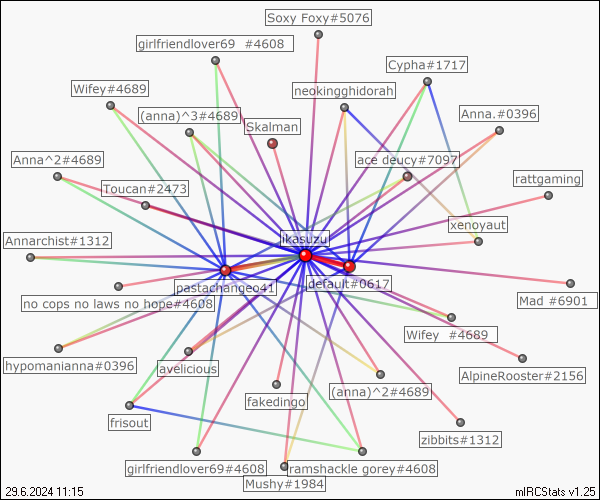 Soxy Foxy#5076
girlfriendlover69 #4608
Cypha#1717
Wifey#4689
neokingghidorah
(anna)^3#4689
Anna.#0396
Skalman
Anna^2#4689
ace deucy#7097
Toucan#2473
rattgaming
xenoyaut
Annarchist#1312
ikasuzu
pastachangeo41
default#0617
no cops no laws no hope#4608
Mad #6901
Wifey #4689
hypomanianna#0396
avelicious
AlpineRooster#2156
(anna)^2#4689
fakedingo
frisout
zibbits#1312
girlfriendlover69#4608
ramshackle gorey#4608
Mushy#1984
29.6.2024 11:15
mIRCStats v1.25